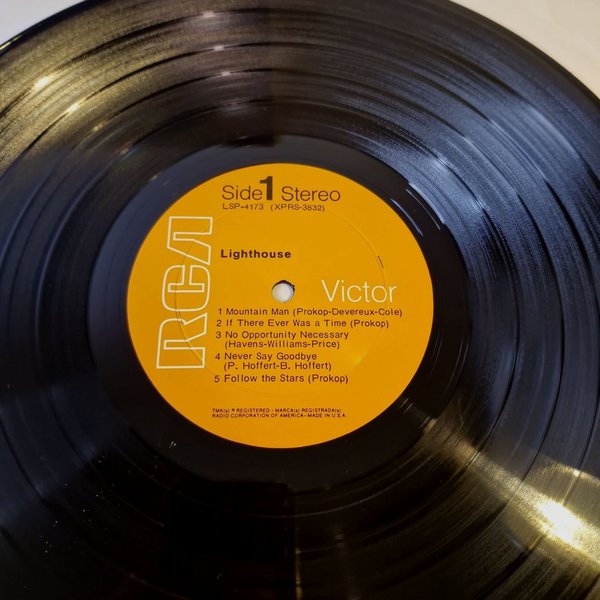 Side 1 Stereo
LSP-4173 (XPRS-3632)
RCA
Lighthouse
Victor
1 Mountain Man (Prokop-Devereux-Cole)
2 If There Ever Was a Time (Prokop)
3 No Opportunity Necessary
(Havens-Williams-Price)
4 Never Say Goodbye
(P. Hoffert-B. Hoffert)
5 Follow the Stars (Prokop)
TMK(s) ® REGISTERED - MARCA(s) REGISTRADA(s)
RADIO CORPORATION OF AMERICA-MADE IN U.S.A.